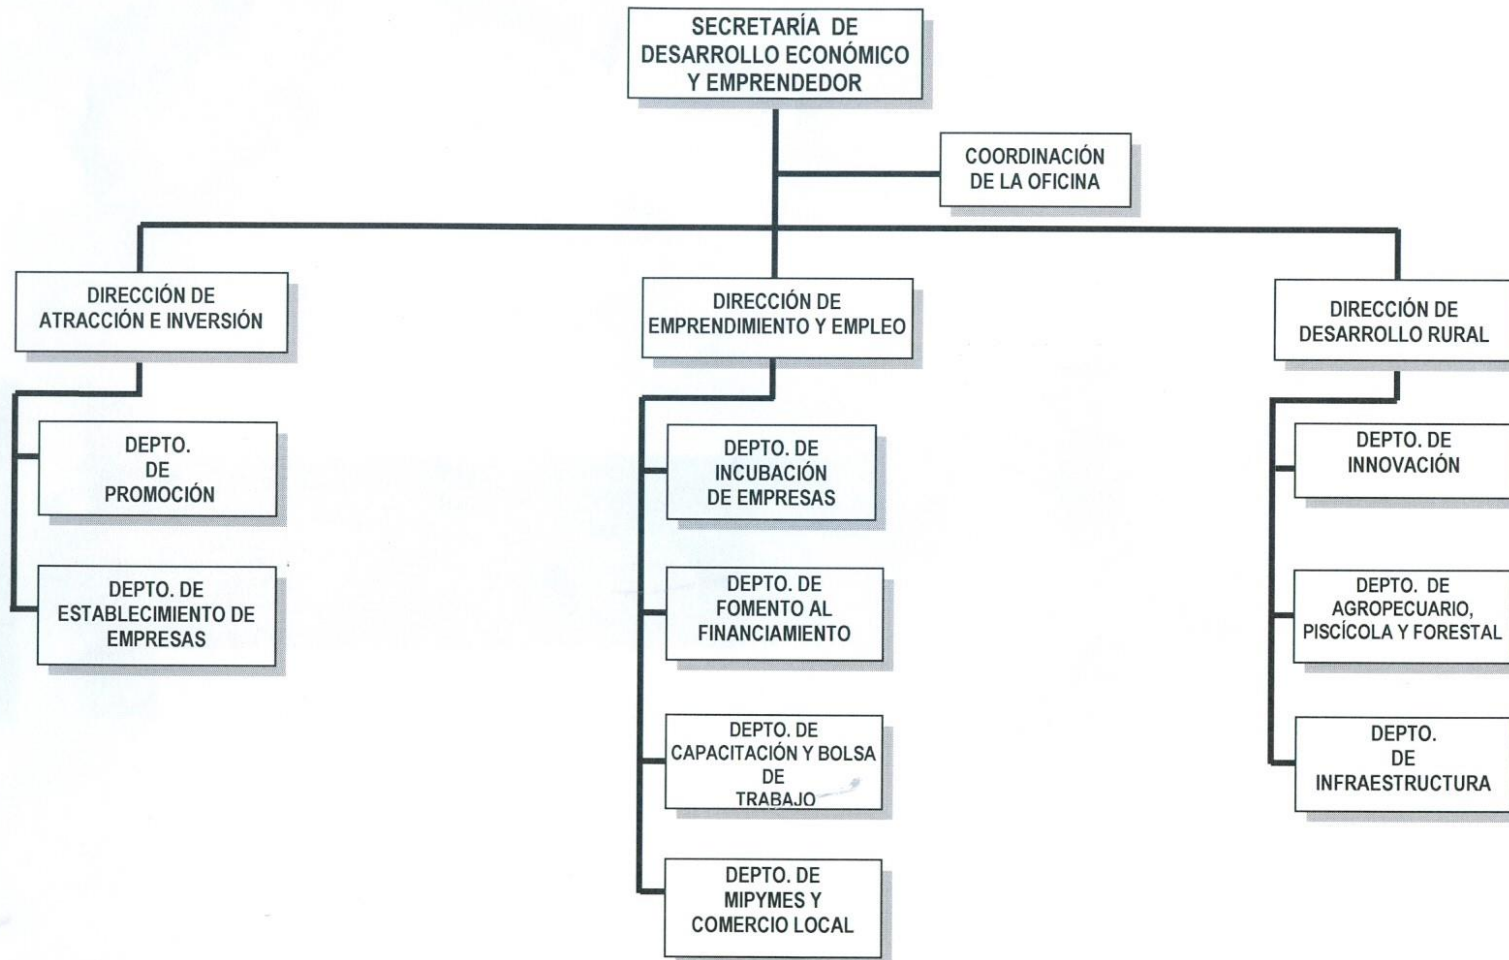 SECRETARÍA DE
DESARROLLO ECONÓMICO
Y EMPRENDEDOR
COORDINACIÓN
DE LA OFICINA
DIRECCIÓN DE
ATRACCIÓN E INVERSIÓN
DIRECCIÓN DE
EMPRENDIMIENTO Y EMPLEO
DIRECCIÓN DE
DESARROLLO RURAL
DEPTO.
DE
PROMOCIÓN
DEPTO. DE
ESTABLECIMIENTO DE
EMPRESAS
DEPTO. DE
INCUBACIÓN
DE EMPRESAS
DEPTO. DE
FOMENTO AL
FINANCIAMIENTO
DEPTO. DE
CAPACITACIÓN Y BOLSA
DE
TRABAJO
DEPTO. DE
MIPYMES Y
COMERCIO LOCAL
DEPTO. DE
INNOVACIÓN
DEPTO. DE
AGROPECUARIO,
PISCÍCOLA Y FORESTAL
DEPTO.
DE
INFRAESTRUCTURA